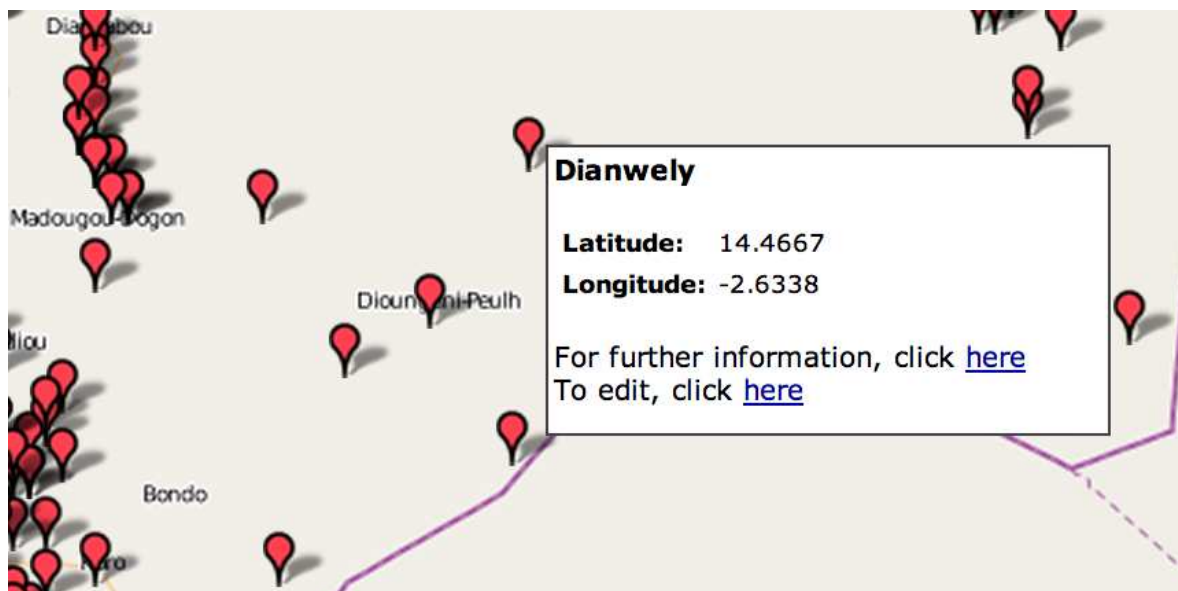 Madougou-Dogon
Dianwely
Latitude: 14.4667
Longitude: -2.6338
For further information, click here
To edit, click here
Bondo